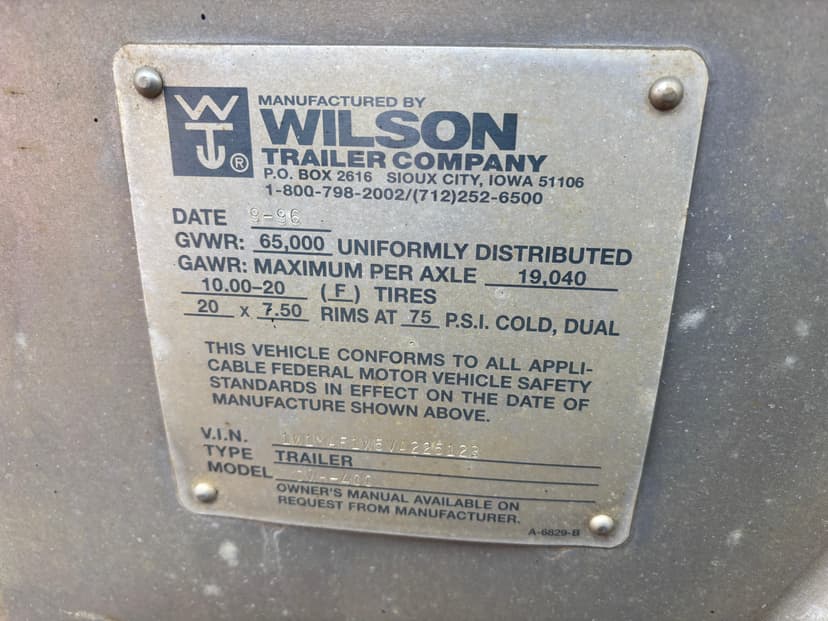 WT ®
MANUFACTURED BY
WILSON
TRAILER COMPANY
P.O. BOX 2616 SIOUX CITY, IOWA 51106
1-800-798-2002/(712)252-6500
DATE 9-96
GVWR: 65,000 UNIFORMLY DISTRIBUTED
GAWR: MAXIMUM PER AXLE 19,040
10.00-20 (F) TIRES
20 X 7.50 RIMS AT 75 P.S.I. COLD, DUAL
THIS VEHICLE CONFORMS TO ALL APPLI-
CABLE FEDERAL MOTOR VEHICLE SAFETY
STANDARDS IN EFFECT ON THE DATE OF
MANUFACTURE SHOWN ABOVE.
V.I.N.
TYPE TRAILER
MODEL
OWNER'S MANUAL AVAILABLE ON
REQUEST FROM MANUFACTURER.
A-6829-B